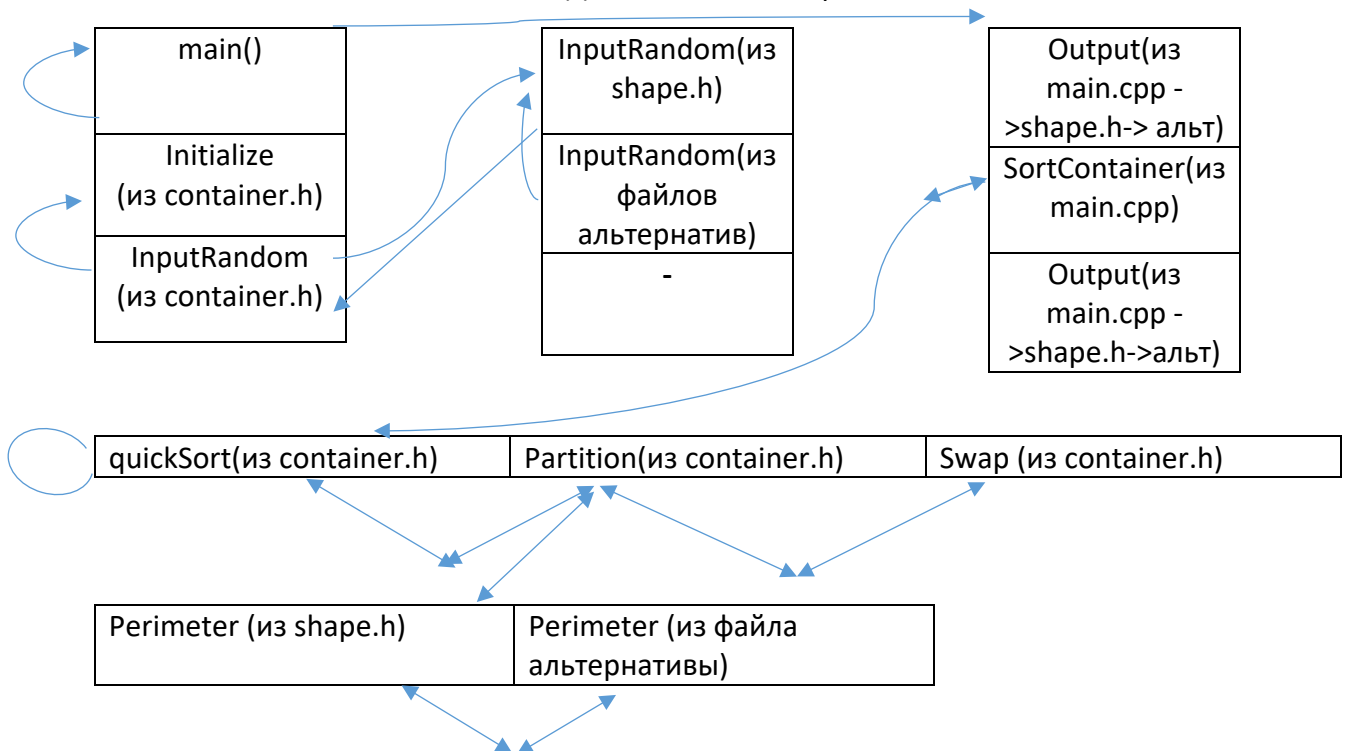 main()
Initialize
(из container.h)
InputRandom
(из container.h)
InputRandom(из
shape.h)
InputRandom(из
файлов
альтернатив)
-
Output(из
main.cpp -
>shape.h-> альт)
SortContainer(из
main.cpp)
Output(из
main.cpp -
>shape.h->альт)
quickSort(из container.h)
Partition(из container.h)
Swap (из container.h)
Perimeter (из shape.h)
Perimeter (из файла
альтернативы)